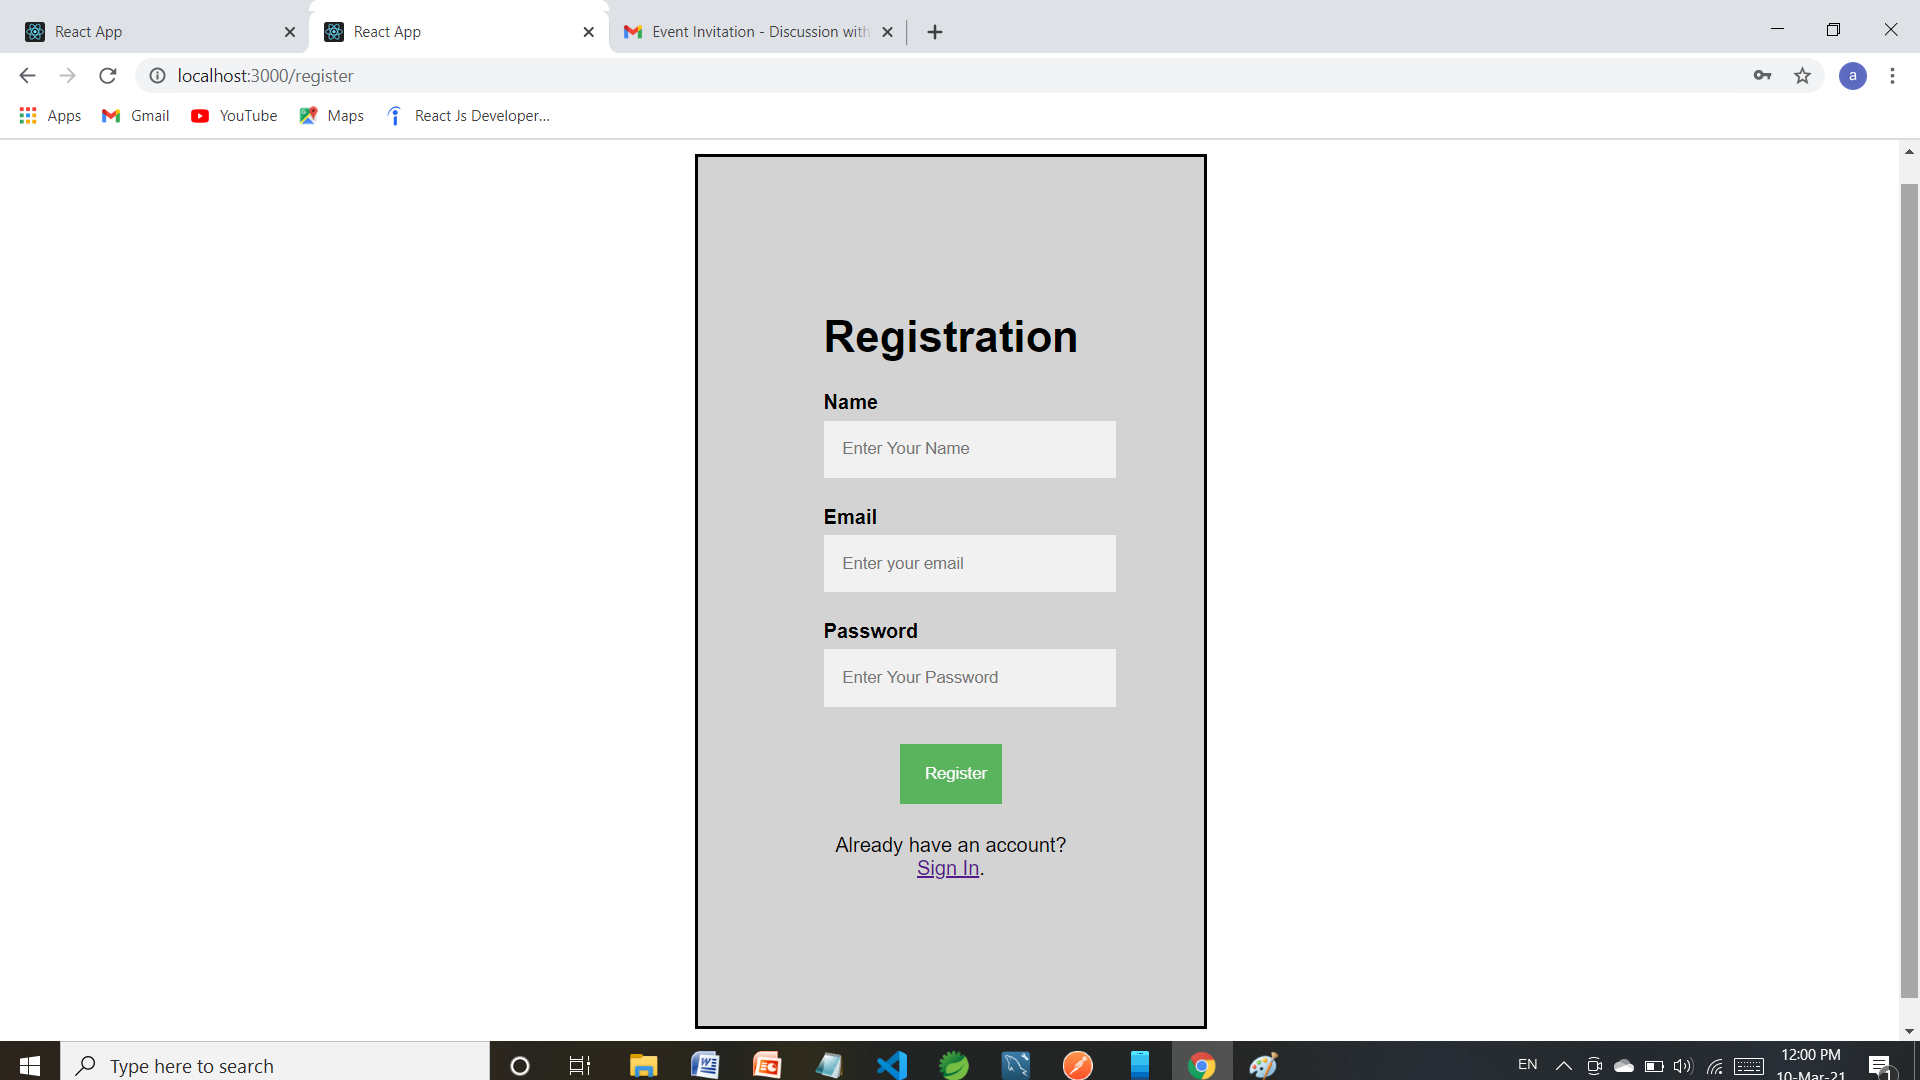 React App
React App
Event Invitation - Discussion with
localhost:3000/register
a
Apps
Gmail
YouTube
Maps
React Js Developer...
Registration
Name
Enter Your Name
Email
Enter your email
Password
Enter Your Password
Register
Already have an account?
Sign In.
Type here to search
EN
12:00 PM
10-Mar-21
1